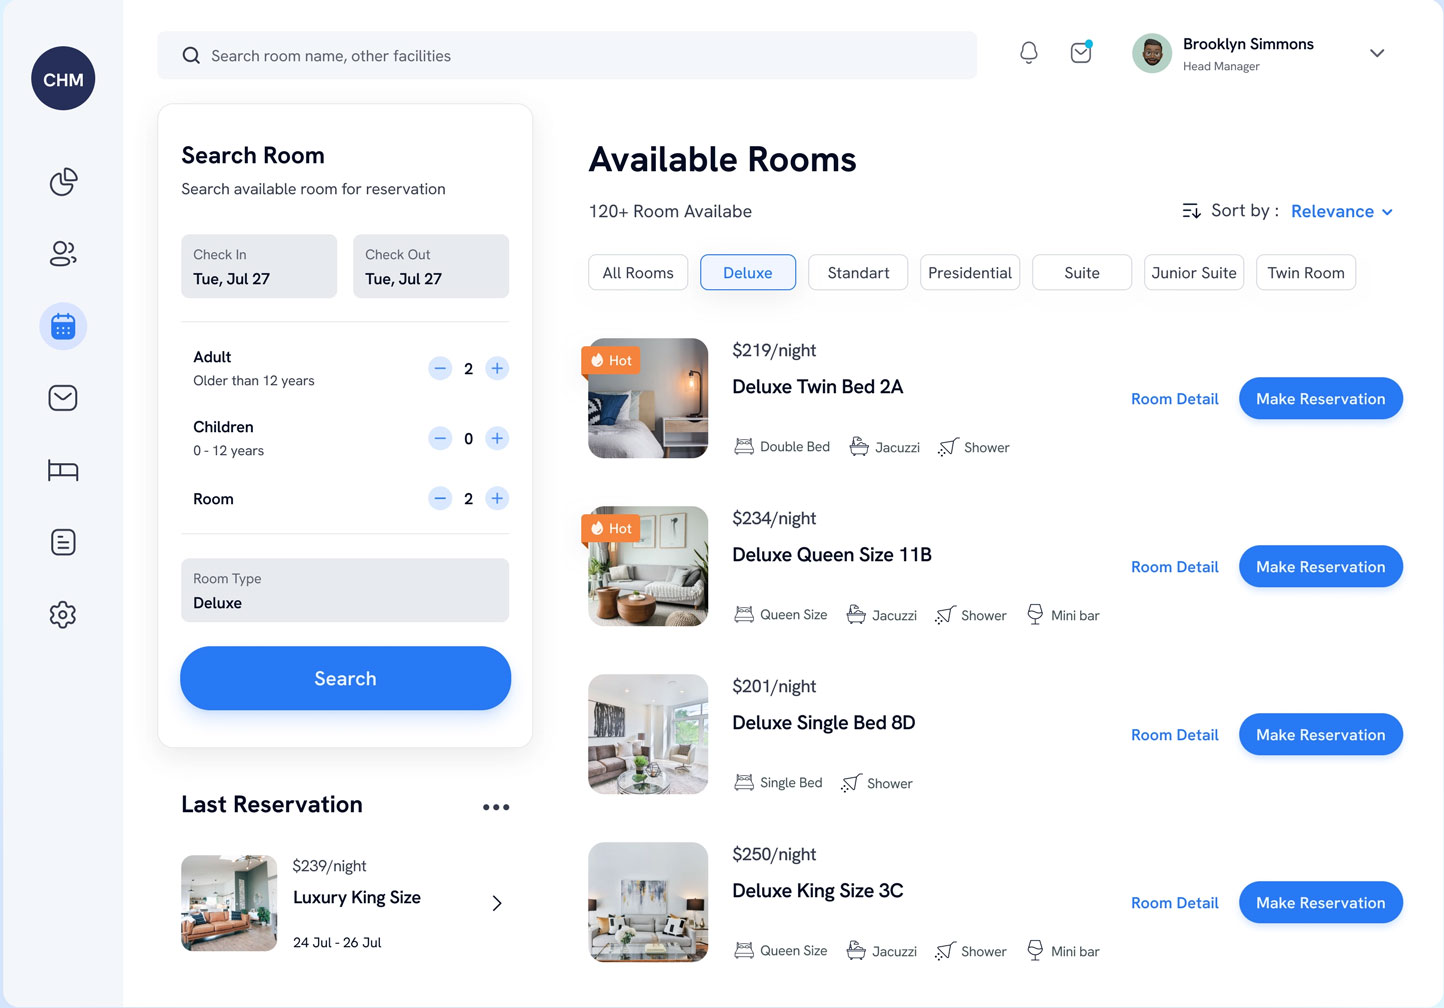 CHM
Search room name, other facilities
Brooklyn Simmons
Head Manager
Search Room
Search available room for reservation
Check In
Tue, Jul 27
Check Out
Tue, Jul 27
Adult
Older than 12 years
2
Children
0 - 12 years
0
Room
2
Room Type
Deluxe
Search
Last Reservation
$239/night
Luxury King Size
24 Jul - 26 Jul
Available Rooms
120+ Room Availabe
Sort by : Relevance
All Rooms
Deluxe
Standart
Presidential
Suite
Junior Suite
Twin Room
Hot
$219/night
Deluxe Twin Bed 2A
Double Bed
Jacuzzi
Shower
Room Detail
Make Reservation
Hot
$234/night
Deluxe Queen Size 11B
Queen Size
Jacuzzi
Shower
Mini bar
Room Detail
Make Reservation
$201/night
Deluxe Single Bed 8D
Single Bed
Shower
Room Detail
Make Reservation
$250/night
Deluxe King Size 3C
Queen Size
Jacuzzi
Shower
Mini bar
Room Detail
Make Reservation